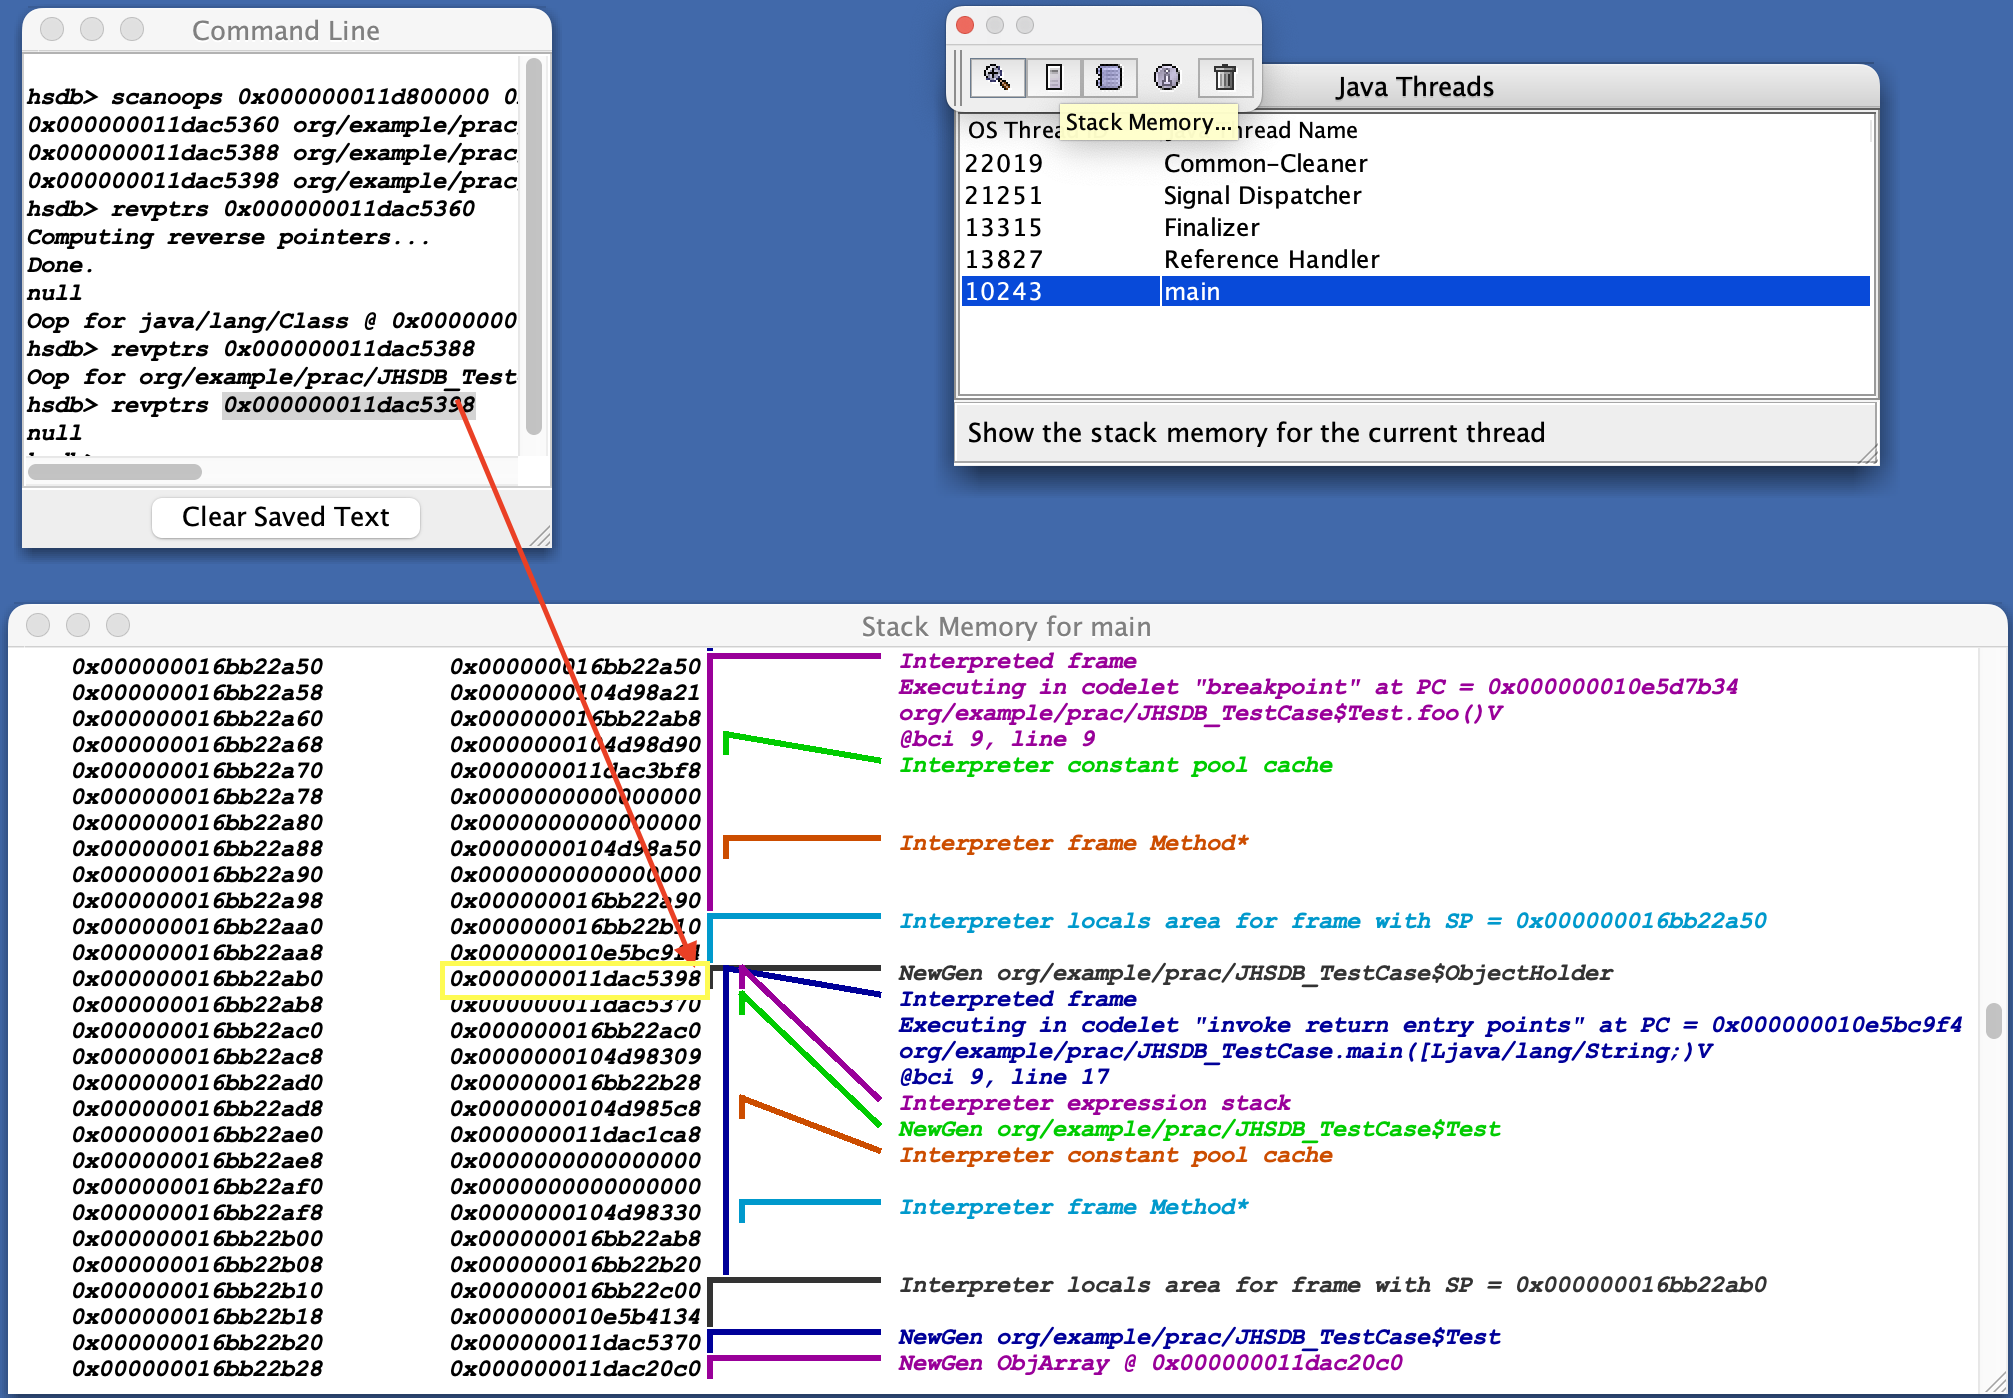 Command Line
hsdb> scanoops 0x000000011d800000 0
0x000000011dac5360 org/example/prac
0x000000011dac5388 org/example/prac
0x000000011dac5398 org/example/prac
hsdb> revptrs 0x000000011dac5360
Computing reverse pointers...
Done.
null
Oop for java/lang/Class @ 0x0000000
hsdb> revptrs 0x000000011dac5388
Oop for org/example/prac/JHSDB_Test
hsdb> revptrs 0x000000011dac5398
null
Clear Saved Text
Stack Memory...
Java Threads
OS Threa
hread Name
22019 Common-Cleaner
21251 Signal Dispatcher
13315 Finalizer
13827 Reference Handler
10243 main
Show the stack memory for the current thread
Stack Memory for main
0x000000016bb22a50 0x000000016bb22a50 Interpreted frame
0x000000016bb22a58 0x0000000104d98a21 Executing in codelet "breakpoint" at PC = 0x000000010e5d7b34
0x000000016bb22a60 0x000000016bb22ab8 org/example/prac/JHSDB_TestCase$Test.foo()V
0x000000016bb22a68 0x0000000104d98d90 @bci 9, line 9
0x000000016bb22a70 0x000000011dac3bf8 Interpreter constant pool cache
0x000000016bb22a78 0x0000000000000000
0x000000016bb22a80 0x0000000000000000
0x000000016bb22a88 0x0000000104d98a50 Interpreter frame Method*
0x000000016bb22a90 0x0000000000000000
0x000000016bb22a98 0x000000016bb22a90
0x000000016bb22aa0 0x000000016bb22b10 Interpreter locals area for frame with SP = 0x000000016bb22a50
0x000000016bb22aa8
0x000000016bb22ab0 0x000000011dac5398 NewGen org/example/prac/JHSDB_TestCase$ObjectHolder
0x000000016bb22ab8 0x000000011dac5370 Interpreted frame
0x000000016bb22ac0 0x000000016bb22ac0 Executing in codelet "invoke return entry points" at PC = 0x000000010e5bc9f4
0x000000016bb22ac8 0x0000000104d98309 org/example/prac/JHSDB_TestCase.main([Ljava/lang/String;)V
0x000000016bb22ad0 0x000000016bb22b28 @bci 9, line 17
0x000000016bb22ad8 0x0000000104d985c8 Interpreter expression stack
0x000000016bb22ae0 0x000000011dac1ca8 NewGen org/example/prac/JHSDB_TestCase$Test
0x000000016bb22ae8 0x0000000000000000 Interpreter constant pool cache
0x000000016bb22af0 0x0000000000000000
0x000000016bb22af8 0x0000000104d98330 Interpreter frame Method*
0x000000016bb22b00 0x000000016bb22ab8
0x000000016bb22b08 0x000000016bb22b20
0x000000016bb22b10 0x000000016bb22c00 Interpreter locals area for frame with SP = 0x000000016bb22ab0
0x000000016bb22b18 0x000000010e5b4134
0x000000016bb22b20 0x000000011dac5370 NewGen org/example/prac/JHSDB_TestCase$Test
0x000000016bb22b28 0x000000011dac20c0 NewGen ObjArray @ 0x000000011dac20c0